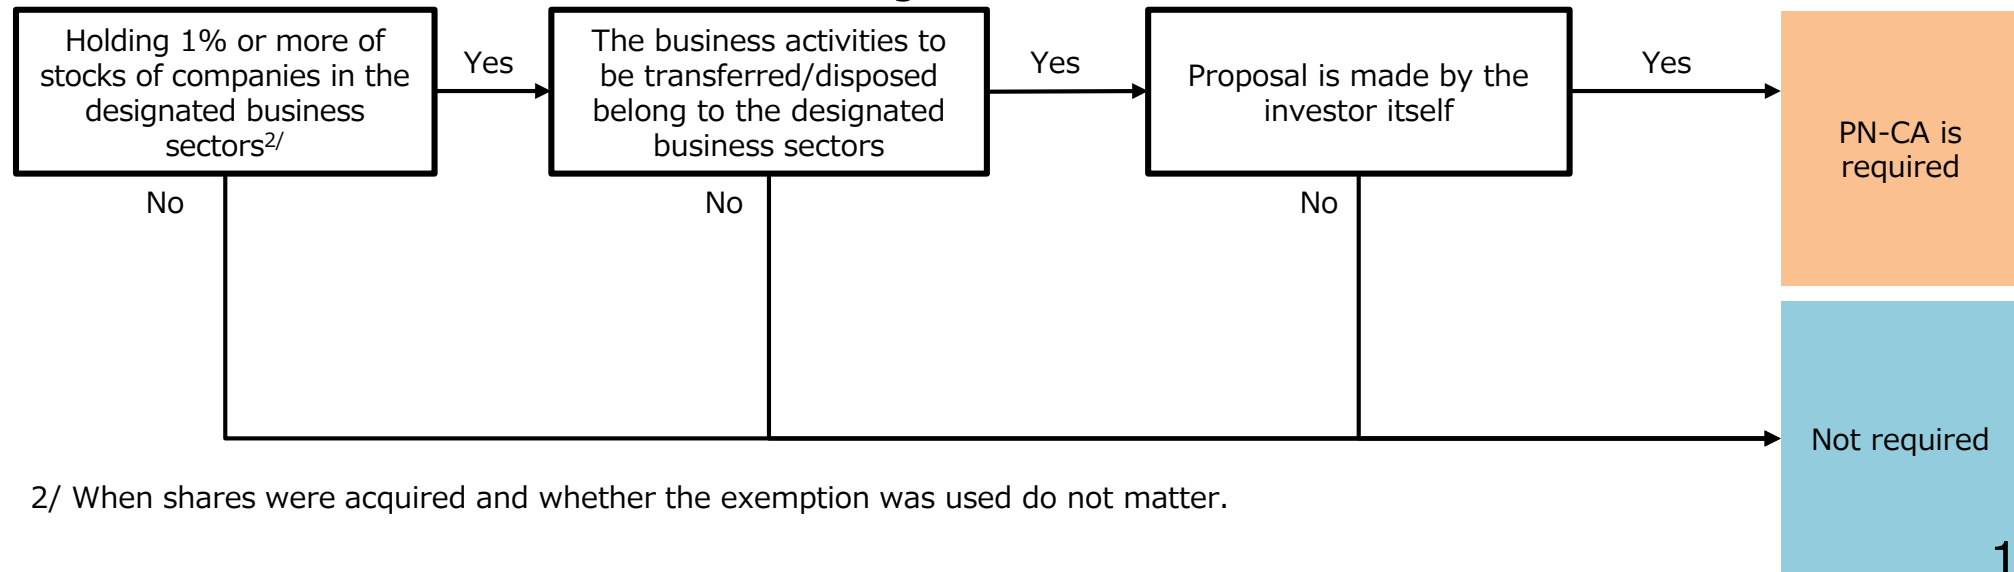 Holding 1% or more of
stocks of companies in the
designated business
sectors2/
Yes
The business activities to
be transferred/disposed
belong to the designated
business sectors
Yes
Proposal is made by the
investor itself
Yes
PN-CA is
required
No
No
No
Not required
2/ When shares were acquired and whether the exemption was used do not matter.
1